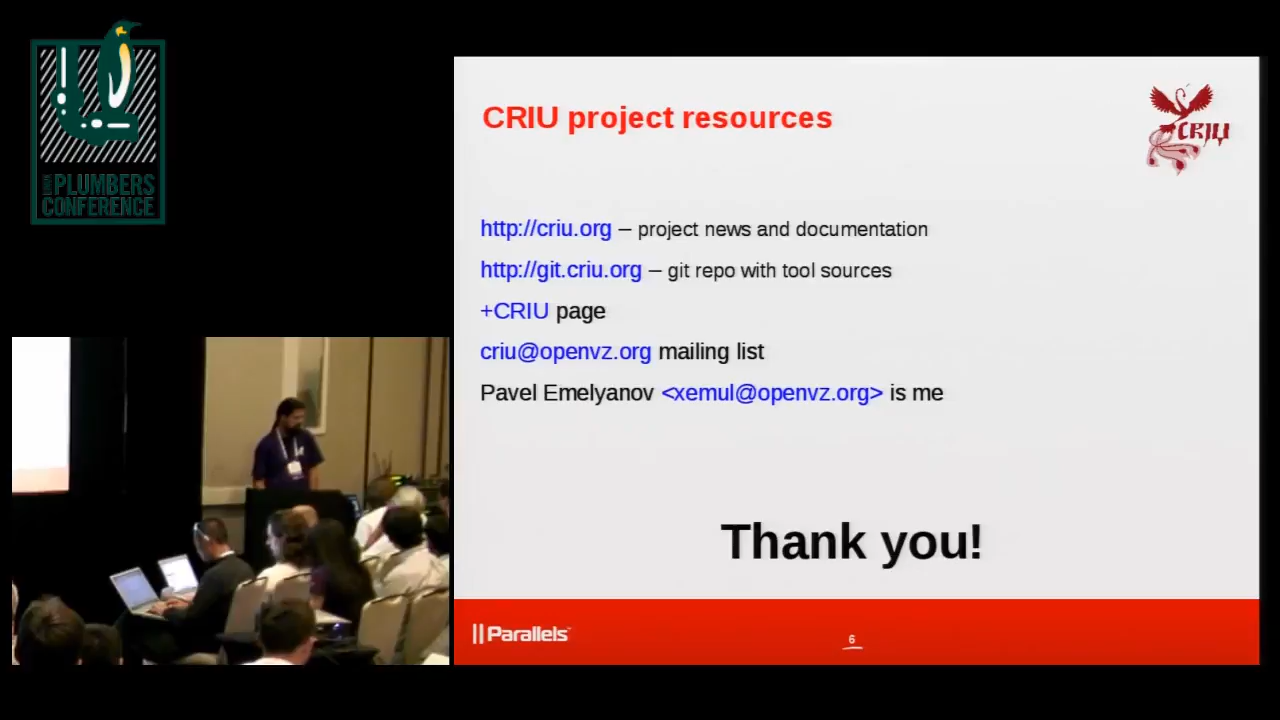 LINUX
PLUMBERS
CONFERENCE
CRIU project resources
CRIU
http://criu.org – project news and documentation
http://git.criu.org – git repo with tool sources
+CRIU page
criu@openvz.org mailing list
Pavel Emelyanov <xemul@openvz.org> is me
Thank you!
Parallels™
6